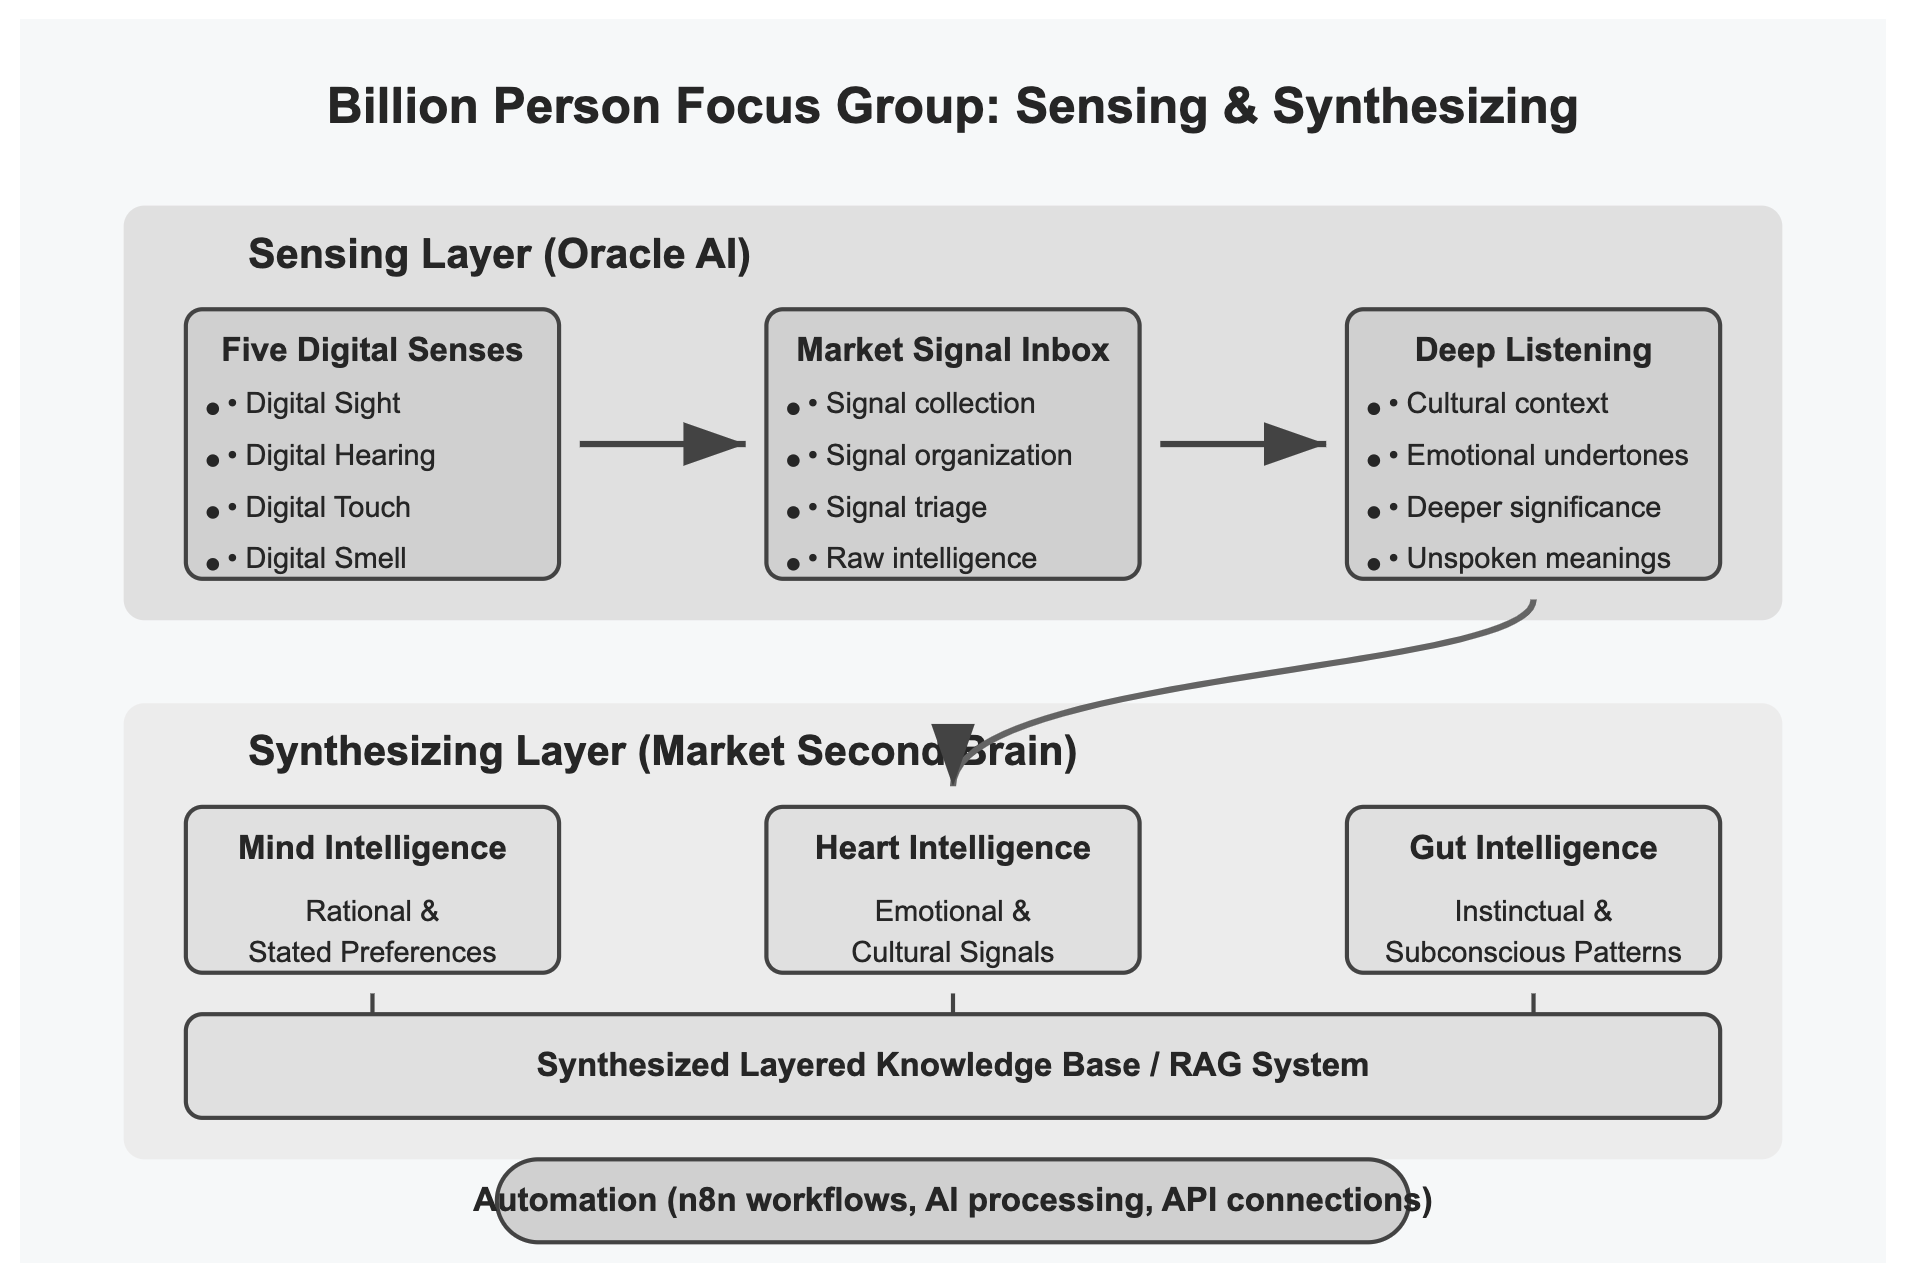 Billion Person Focus Group: Sensing & Synthesizing
Sensing Layer (Oracle AI)
Five Digital Senses
• • Digital Sight
• • Digital Hearing
• • Digital Touch
• • Digital Smell
Market Signal Inbox
• • Signal collection
• • Signal organization
• • Signal triage
• • Raw intelligence
Deep Listening
• • Cultural context
• • Emotional undertones
• • Deeper significance
• • Unspoken meanings
Synthesizing Layer (Market Second Brain)
Mind Intelligence
Rational &
Stated Preferences
Heart Intelligence
Emotional &
Cultural Signals
Gut Intelligence
Instinctual &
Subconscious Patterns
Synthesized Layered Knowledge Base / RAG System
Automation (n8n workflows, AI processing, API connections)